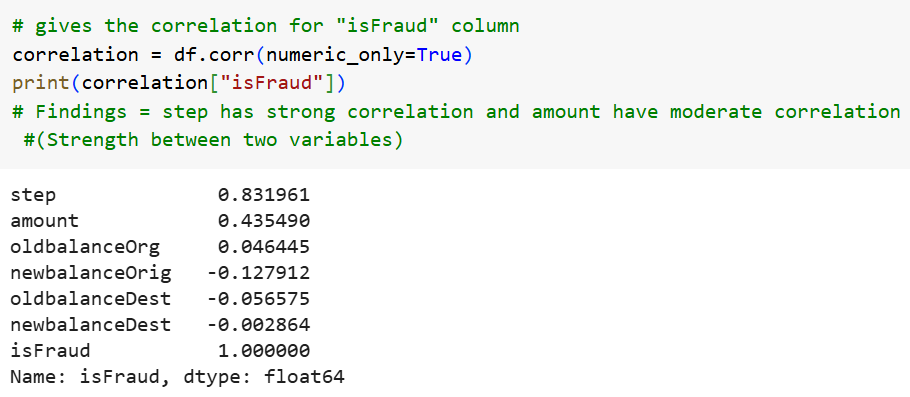 # gives the correlation for "isFraud" column
correlation = df.corr(numeric_only=True)
print(correlation["isFraud"])
# Findings = step has strong correlation and amount have moderate correlation
 #(Strength between two variables)
step              0.831961
amount            0.435490
oldbalanceOrg     0.046445
newbalanceOrig   -0.127912
oldbalanceDest   -0.056575
newbalanceDest   -0.002864
isFraud           1.000000
Name: isFraud, dtype: float64